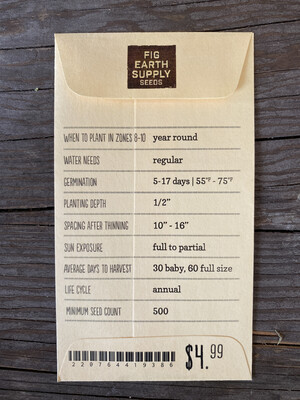 FIG
EARTH
SUPPLY
SEEDS
WHEN TO PLANT IN ZONES 8-10 year round
WATER NEEDS regular
GERMINATION 5-17 days | 55°F - 75°F
PLANTING DEPTH 1/2"
SPACING AFTER THINNING 10" - 16"
SUN EXPOSURE full to partial
AVERAGE DAYS TO HARVEST 30 baby, 60 full size
LIFE CYCLE annual
MINIMUM SEED COUNT 500
$4.99
220764419386